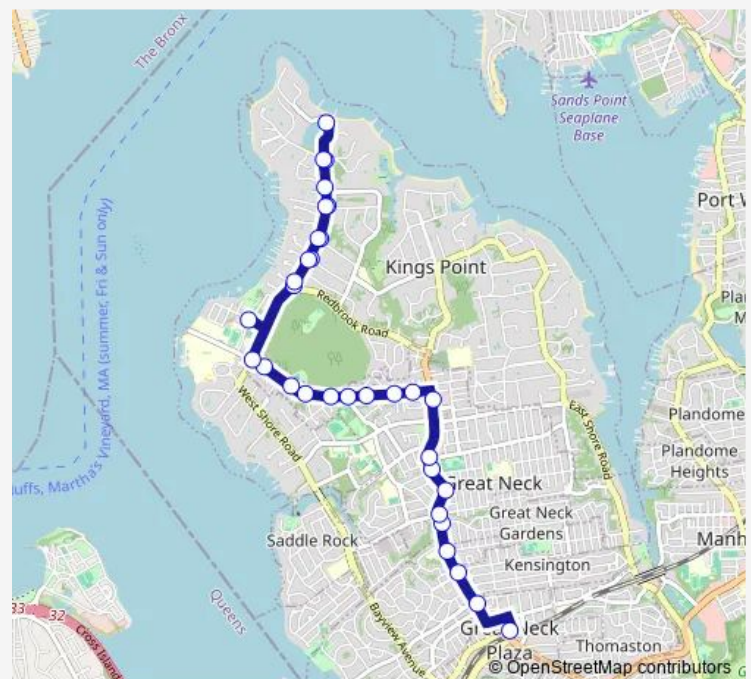 The Bronx
Sands Point
Seaplane
Base
Port
Kings Point
Redbrook Road
uffs, Martha's Vineyard, MA (summer, Fri & Sun only)
West Shore Road
East Shore Road
Plandome
Plandome
Heights
Great Neck
Great Neck
Gardens
Saddle Rock
Manh
Kensington
33
32
Cross Island
Queens
Bayview Avenue
Great Neck
Plaza
Thomaston
© OpenStreetMap contributors